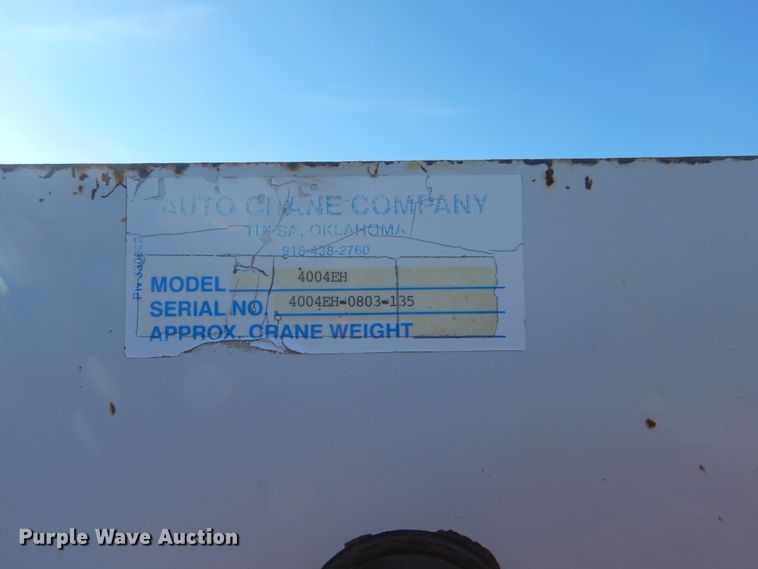 AUTO CRANE COMPANY
TULSA, OKLAHOMA
918-438-2760
MODEL 4004EH
SERIAL NO. 4004EH-0803-135
APPROX. CRANE WEIGHT
Purple Wave Auction